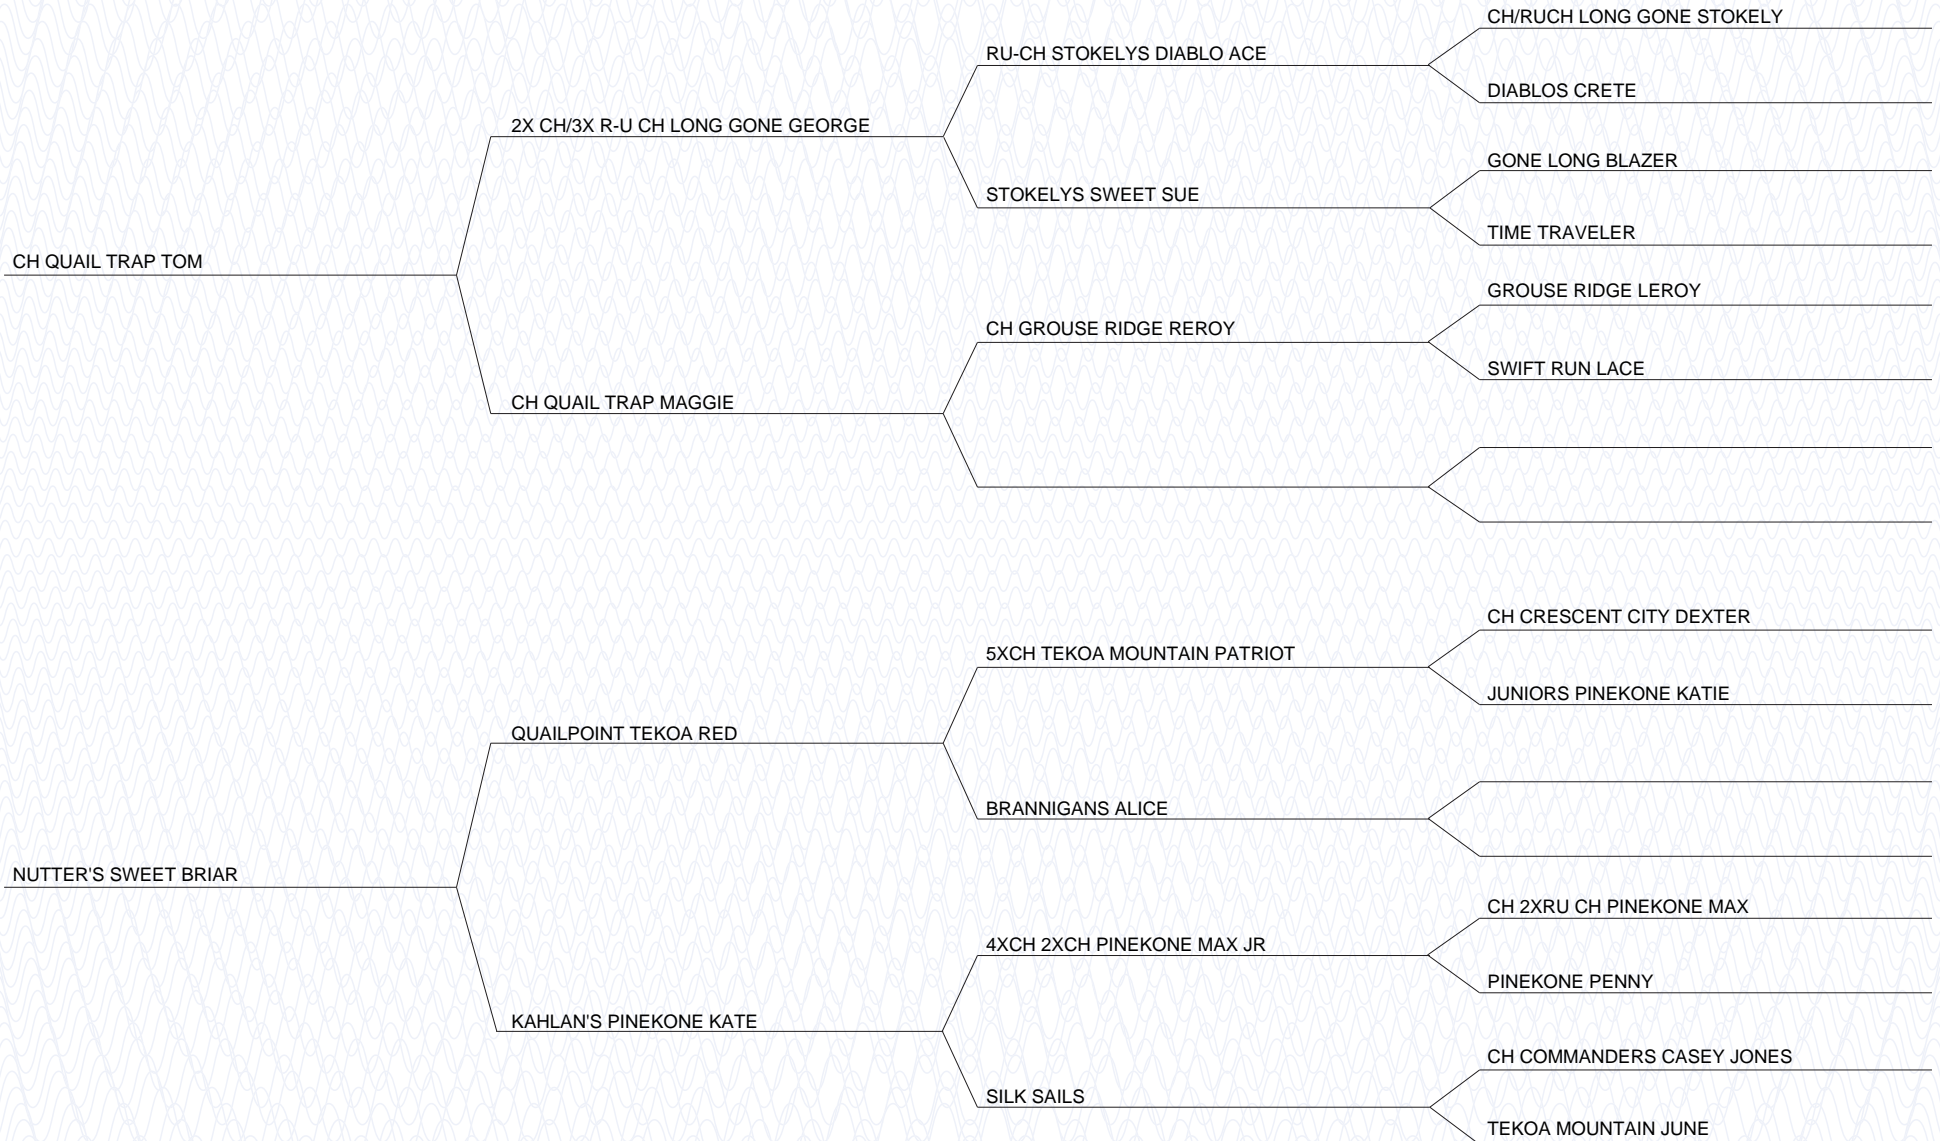 CH/RUCH LONG GONE STOKELY
RU-CH STOKELYS DIABLO ACE
DIABLOS CRETE
2X CH/3X R-U CH LONG GONE GEORGE
GONE LONG BLAZER
STOKELYS SWEET SUE
TIME TRAVELER
CH QUAIL TRAP TOM
GROUSE RIDGE LEROY
CH GROUSE RIDGE REROY
SWIFT RUN LACE
CH QUAIL TRAP MAGGIE
CH CRESCENT CITY DEXTER
5XCH TEKOA MOUNTAIN PATRIOT
JUNIORS PINEKONE KATIE
QUAILPOINT TEKOA RED
BRANNIGANS ALICE
NUTTER'S SWEET BRIAR
CH 2XRU CH PINEKONE MAX
4XCH 2XCH PINEKONE MAX JR
PINEKONE PENNY
KAHLAN'S PINEKONE KATE
CH COMMANDERS CASEY JONES
SILK SAILS
TEKOA MOUNTAIN JUNE